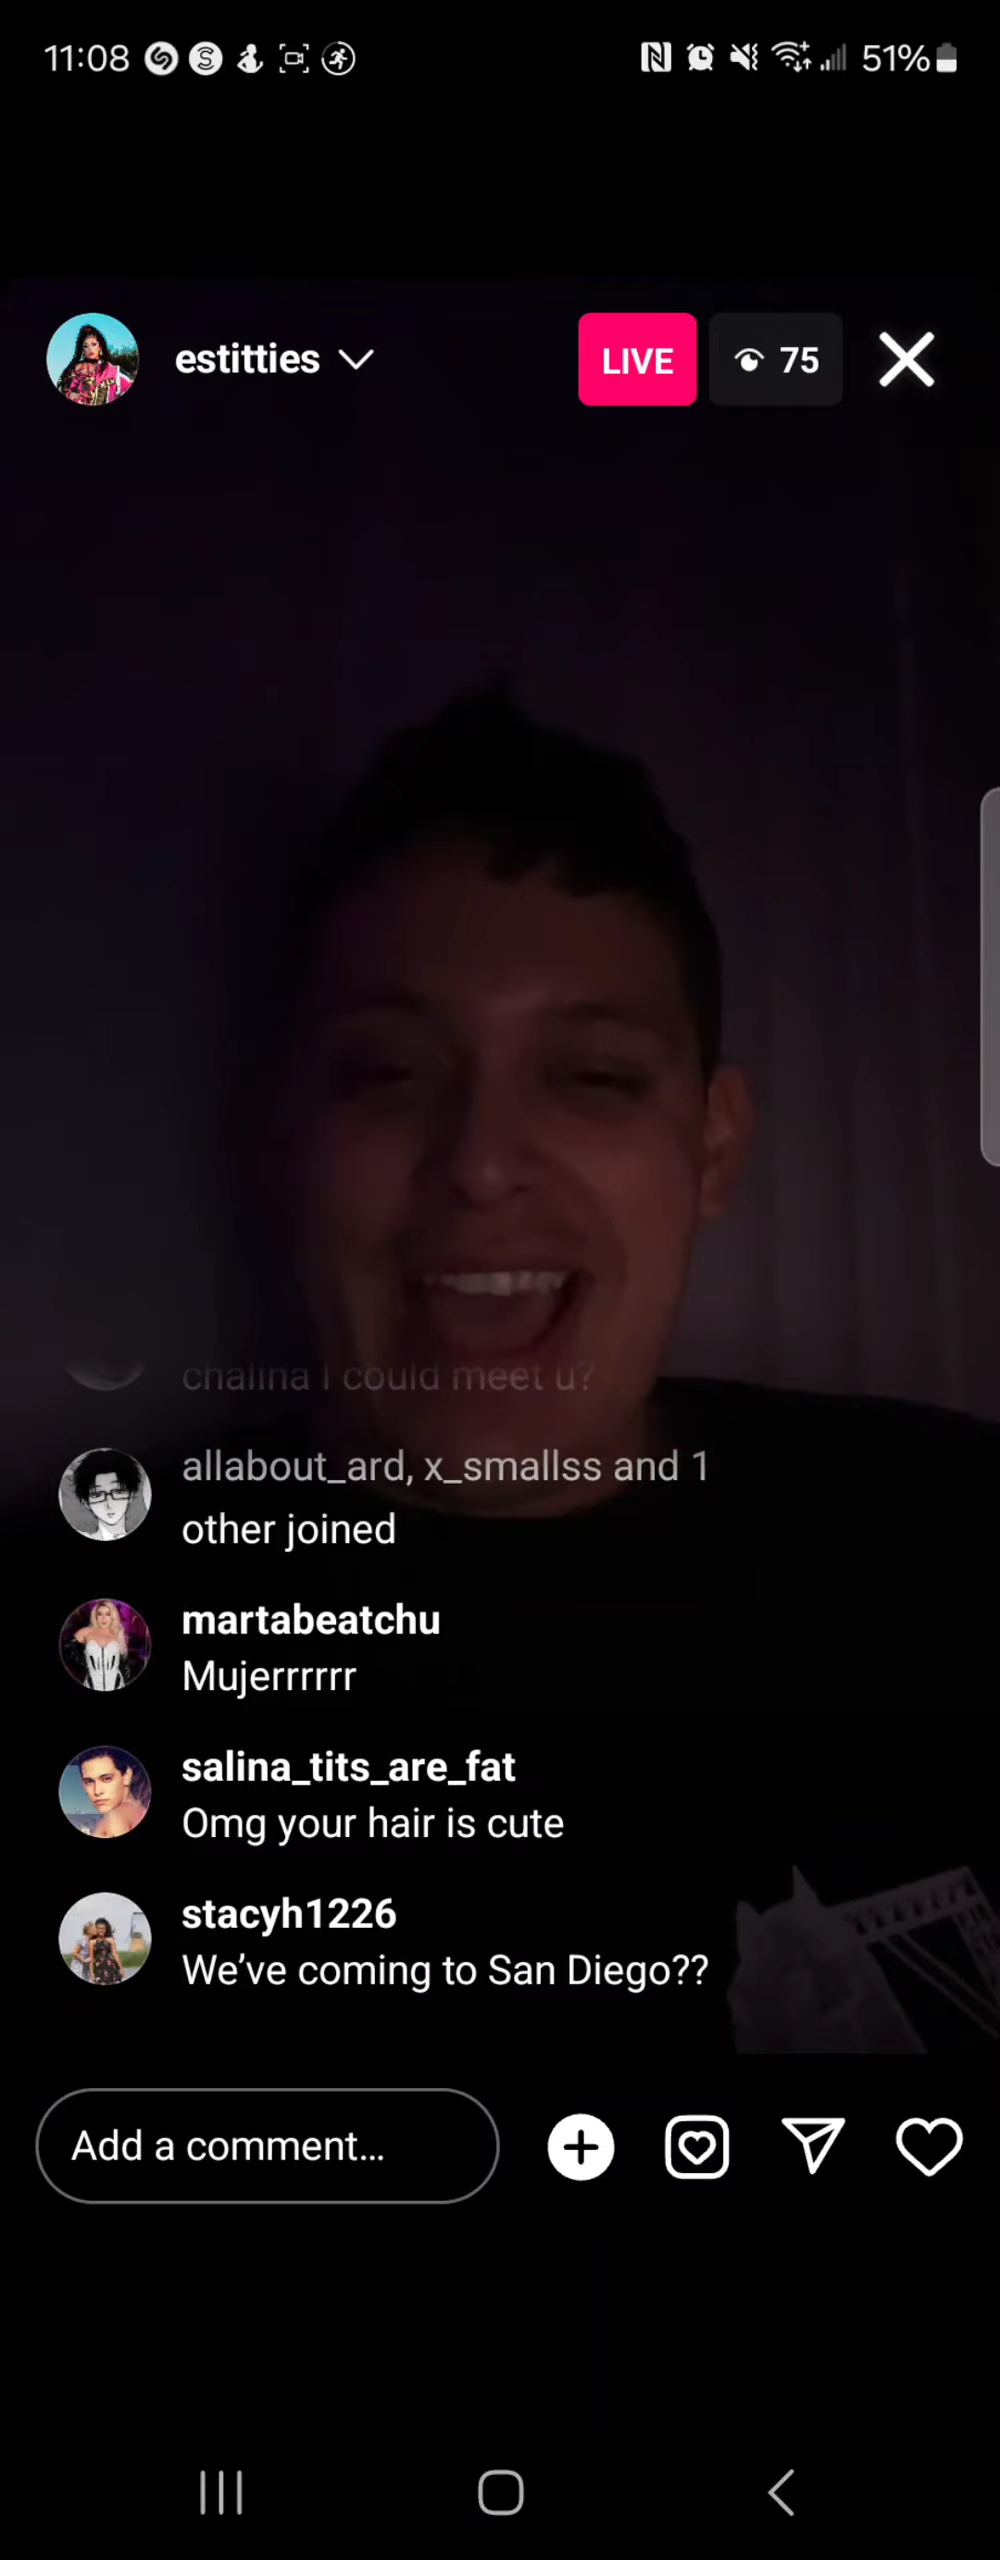 11:08
51%
estitties
LIVE
75
chalina I could meet u?
allabout_ard, x_smallss and 1
other joined
martabeatchu
Mujerrrrrr
salina_tits_are_fat
Omg your hair is cute
stacyh1226
We’ve coming to San Diego??
Add a comment...